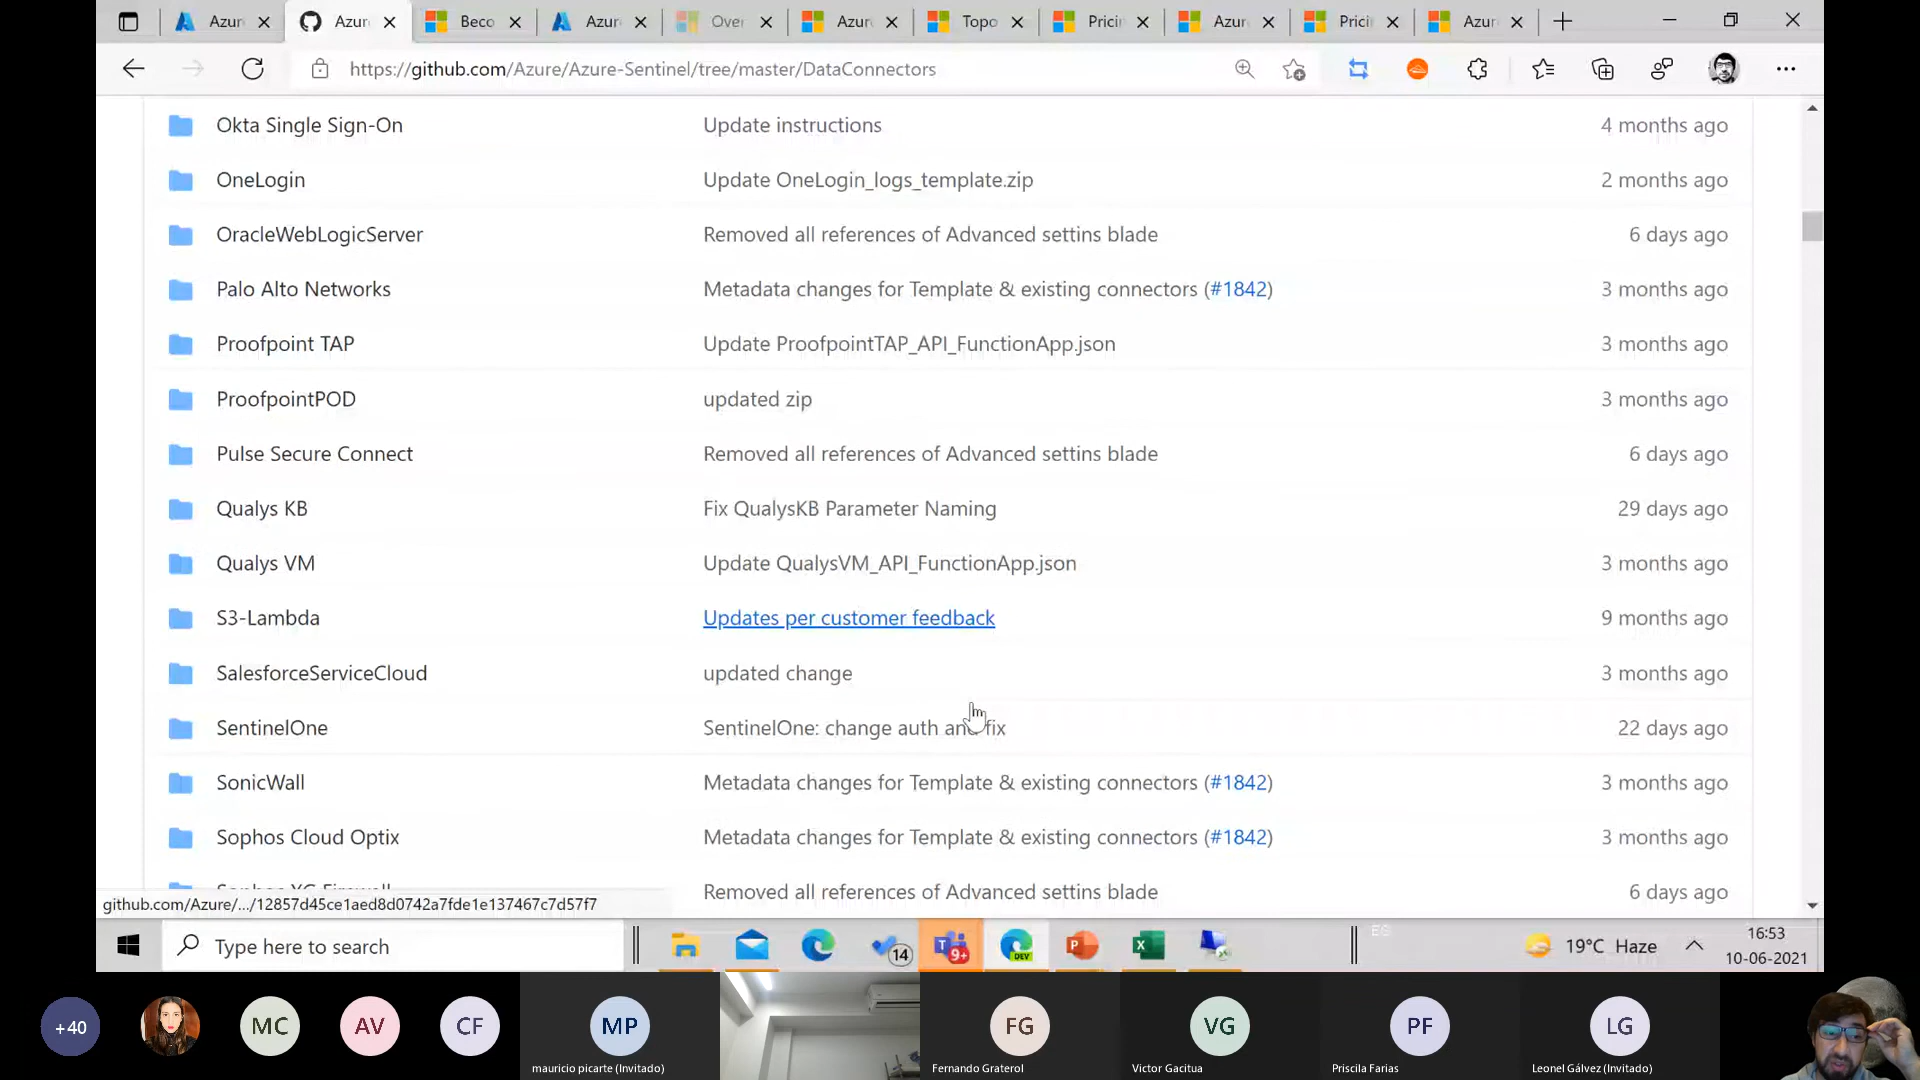 Azur
Azur
Beco
Azur
Over
Azur
Topo
Prici
Azur
Prici
Azur
https://github.com/Azure/Azure-Sentinel/tree/master/DataConnectors
Okta Single Sign-On Update instructions 4 months ago
OneLogin Update OneLogin_logs_template.zip 2 months ago
OracleWebLogicServer Removed all references of Advanced settins blade 6 days ago
Palo Alto Networks Metadata changes for Template & existing connectors (#1842) 3 months ago
Proofpoint TAP Update ProofpointTAP_API_FunctionApp.json 3 months ago
ProofpointPOD updated zip 3 months ago
Pulse Secure Connect Removed all references of Advanced settins blade 6 days ago
Qualys KB Fix QualysKB Parameter Naming 29 days ago
Qualys VM Update QualysVM_API_FunctionApp.json 3 months ago
S3-Lambda Updates per customer feedback 9 months ago
SalesforceServiceCloud updated change 3 months ago
SentinelOne SentinelOne: change auth and fix 22 days ago
SonicWall Metadata changes for Template & existing connectors (#1842) 3 months ago
Sophos Cloud Optix Metadata changes for Template & existing connectors (#1842) 3 months ago
Sophos XG Firewall Removed all references of Advanced settins blade 6 days ago
github.com/Azure/.../12857d45ce1aed8d0742a7fde1e137467c7d57f7
Type here to search
14
9+
DEV
19°C Haze
16:53
10-06-2021
+40
MC
AV
CF
MP
mauricio picarte (Invitado)
FG
Fernando Graterol
VG
Victor Gacitua
PF
Priscila Farias
LG
Leonel Gálvez (Invitado)